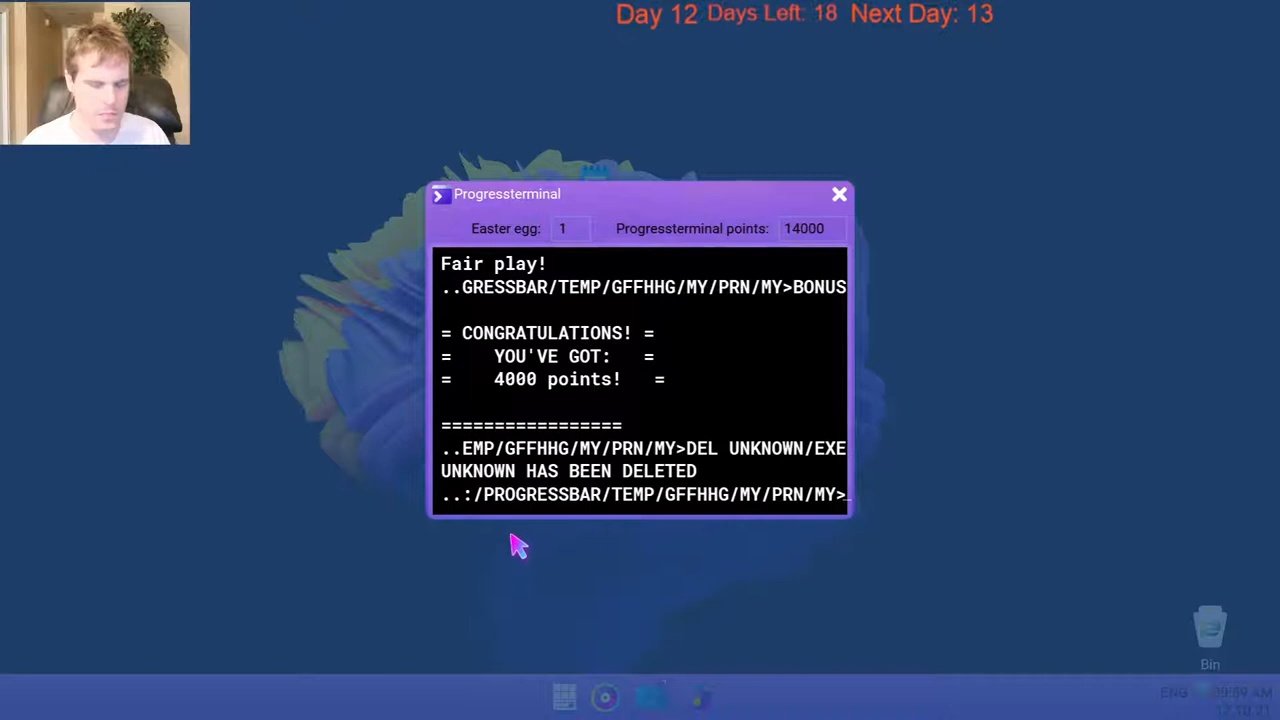 Day 12 Days Left: 18 Next Day: 13
Progressterminal
Easter egg: 1 Progressterminal points: 14000
Fair play!
..GRESSBAR/TEMP/GFFHHG/MY/PRN/MY>BONUS
= CONGRATULATIONS! =
= YOU'VE GOT: =
= 4000 points! =
=================
..EMP/GFFHHG/MY/PRN/MY>DEL UNKNOWN/EXE
UNKNOWN HAS BEEN DELETED
..:/PROGRESSBAR/TEMP/GFFHHG/MY/PRN/MY>_
Bin
ENG